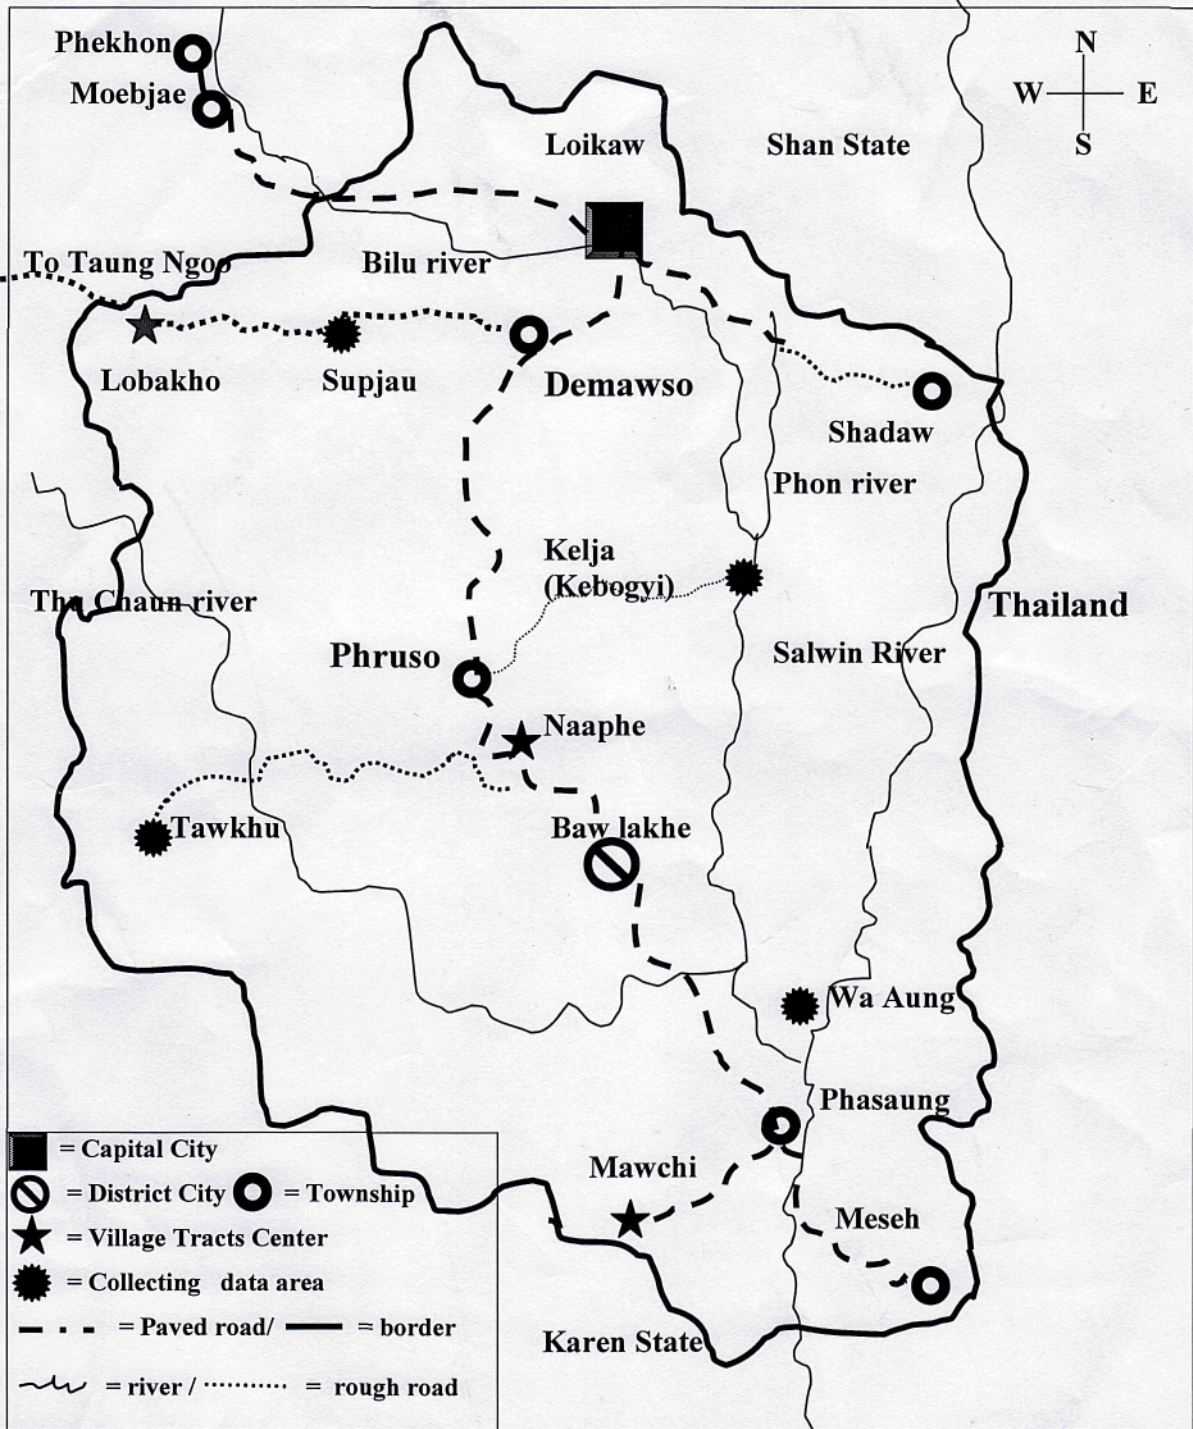 Phekhon
N
Moebjae
W E
Loikaw
Shan State
S
To Taung Ngoo
Bilu river
Lobakho
Supjau
Demawso
Shadaw
Phon river
Kelja
(Kebogyi)
Thu Chaun river
Thailand
Phruso
Salwin River
Naaphe
Tawkhu
Baw lakhe
Wa Aung
Phasaung
Mawchi
Meseh
Karen State
= Capital City
= District City = Township
= Village Tracts Center
= Collecting data area
= Paved road/ = border
= river / = rough road